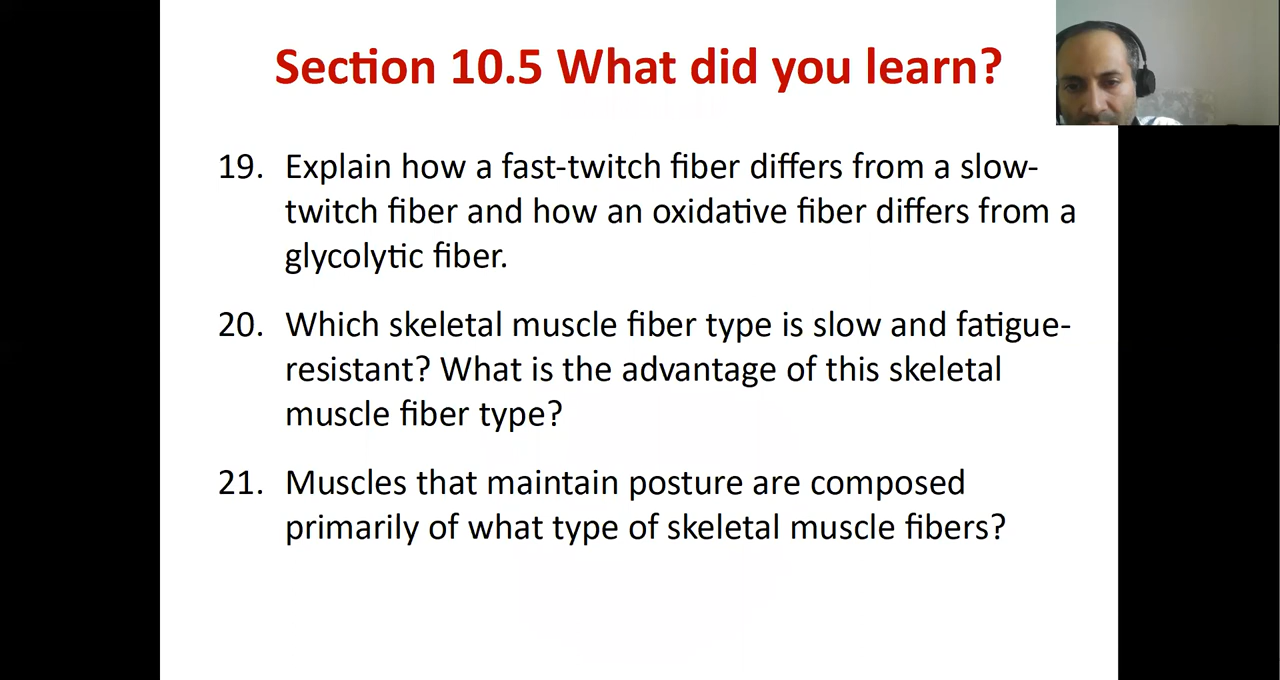 Section 10.5 What did you learn?
19. Explain how a fast-twitch fiber differs from a slow-
twitch fiber and how an oxidative fiber differs from a
glycolytic fiber.
20. Which skeletal muscle fiber type is slow and fatigue-
resistant? What is the advantage of this skeletal
muscle fiber type?
21. Muscles that maintain posture are composed
primarily of what type of skeletal muscle fibers?